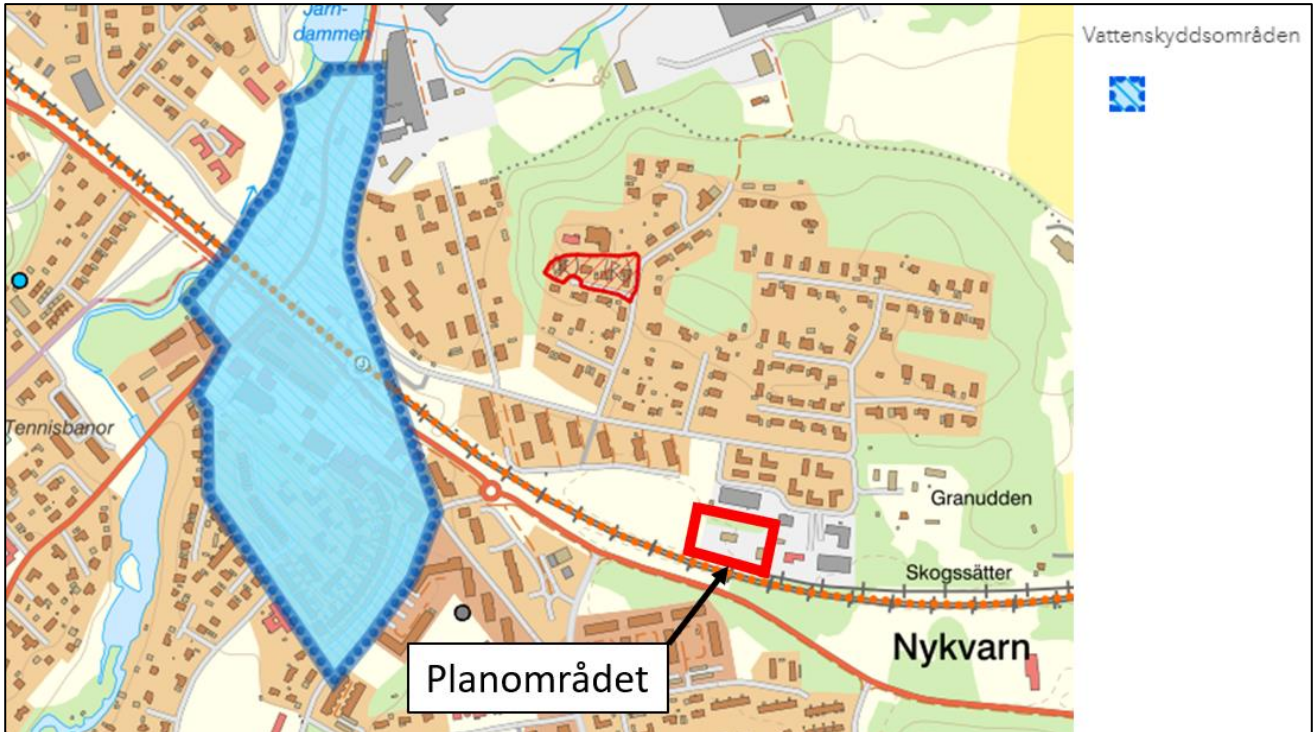 Järn-
dammen
Vattenskyddsområden
Tennisbanor
Granudden
Skogssätter
Nykvarn
Planområdet